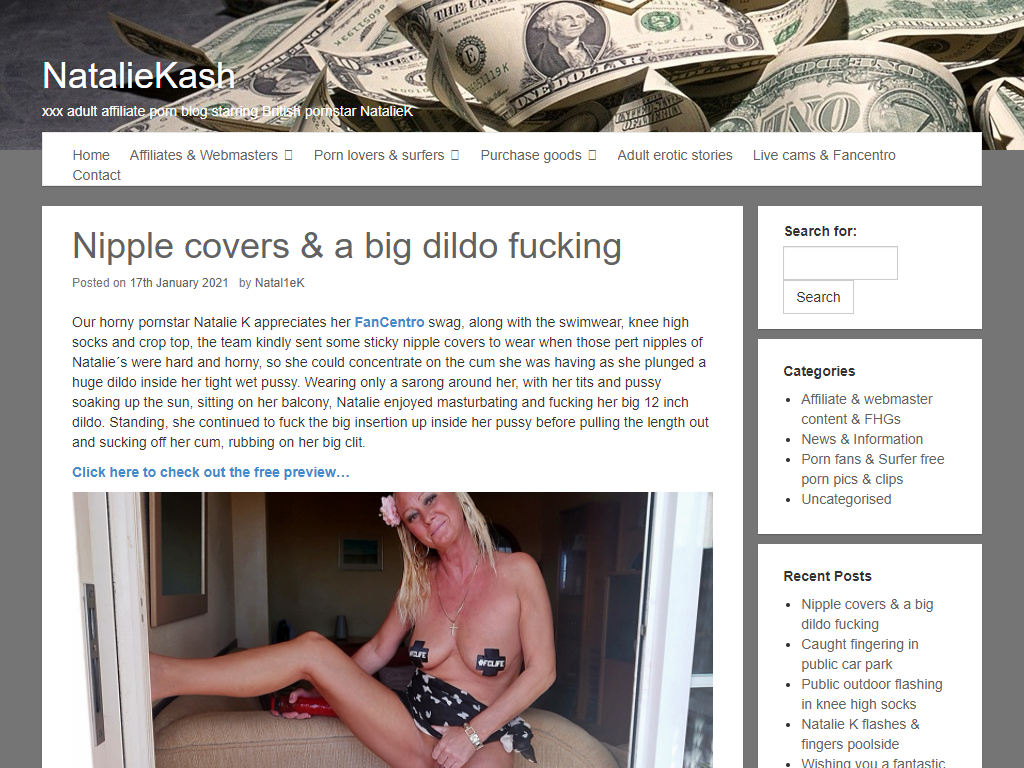 NatalieKash
xxx adult affiliate porn blog starring British pornstar NatalieK
Home Affiliates & Webmasters Porn lovers & surfers Purchase goods Adult erotic stories Live cams & Fancentro
Contact
Nipple covers & a big dildo fucking
Posted on 17th January 2021 by Natal1eK
Our horny pornstar Natalie K appreciates her FanCentro swag, along with the swimwear, knee high
socks and crop top, the team kindly sent some sticky nipple covers to wear when those pert nipples of
Natalie´s were hard and horny, so she could concentrate on the cum she was having as she plunged a
huge dildo inside her tight wet pussy. Wearing only a sarong around her, with her tits and pussy
soaking up the sun, sitting on her balcony, Natalie enjoyed masturbating and fucking her big 12 inch
dildo. Standing, she continued to fuck the big insertion up inside her pussy before pulling the length out
and sucking off her cum, rubbing on her big clit.
Click here to check out the free preview…
#FCLIFE
Search for:
Search
Categories
Affiliate & webmaster
content & FHGs
News & Information
Porn fans & Surfer free
porn pics & clips
Uncategorised
Recent Posts
Nipple covers & a big
dildo fucking
Caught fingering in
public car park
Public outdoor flashing
in knee high socks
Natalie K flashes &
fingers poolside
Wishing you a fantastic